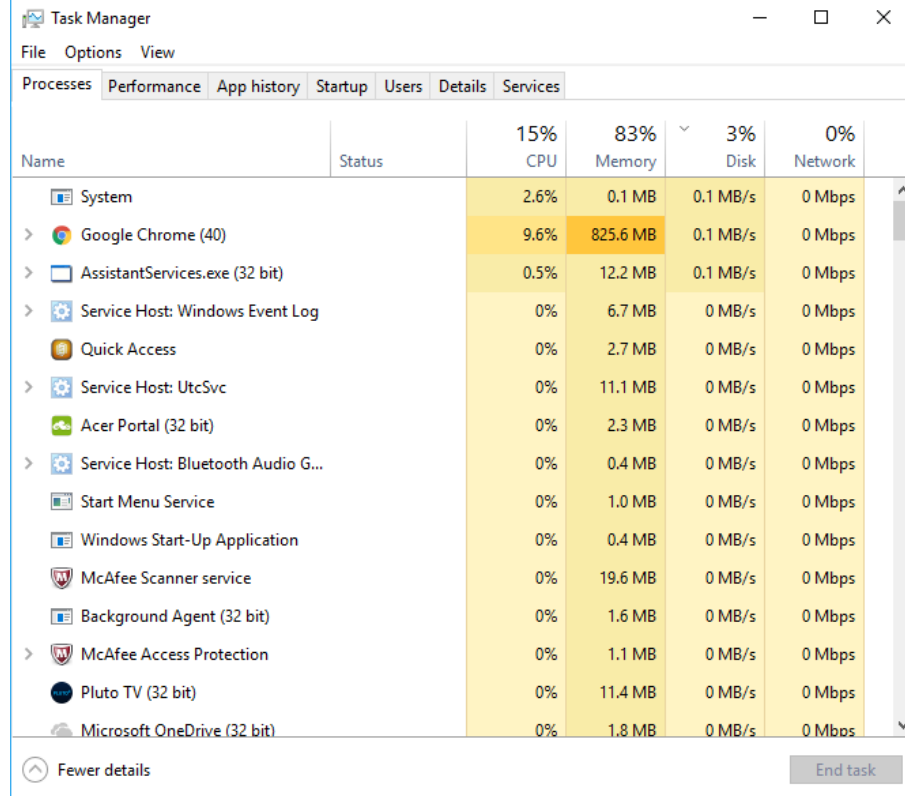 Task Manager
File Options View
Processes Performance App history Startup Users Details Services
15% 83% 3% 0%
Name Status CPU Memory Disk Network
System 2.6% 0.1 MB 0.1 MB/s 0 Mbps
Google Chrome (40) 9.6% 825.6 MB 0.1 MB/s 0 Mbps
AssistantServices.exe (32 bit) 0.5% 12.2 MB 0.1 MB/s 0 Mbps
Service Host: Windows Event Log 0% 6.7 MB 0 MB/s 0 Mbps
Quick Access 0% 2.7 MB 0 MB/s 0 Mbps
Service Host: UtcSvc 0% 11.1 MB 0 MB/s 0 Mbps
Acer Portal (32 bit) 0% 2.3 MB 0 MB/s 0 Mbps
Service Host: Bluetooth Audio G... 0% 0.4 MB 0 MB/s 0 Mbps
Start Menu Service 0% 1.0 MB 0 MB/s 0 Mbps
Windows Start-Up Application 0% 0.4 MB 0 MB/s 0 Mbps
McAfee Scanner service 0% 19.6 MB 0 MB/s 0 Mbps
Background Agent (32 bit) 0% 1.6 MB 0 MB/s 0 Mbps
McAfee Access Protection 0% 1.1 MB 0 MB/s 0 Mbps
Pluto TV (32 bit) 0% 11.4 MB 0 MB/s 0 Mbps
Microsoft OneDrive (32 bit) 0% 1.8 MB 0 MB/s 0 Mbps
Fewer details End task